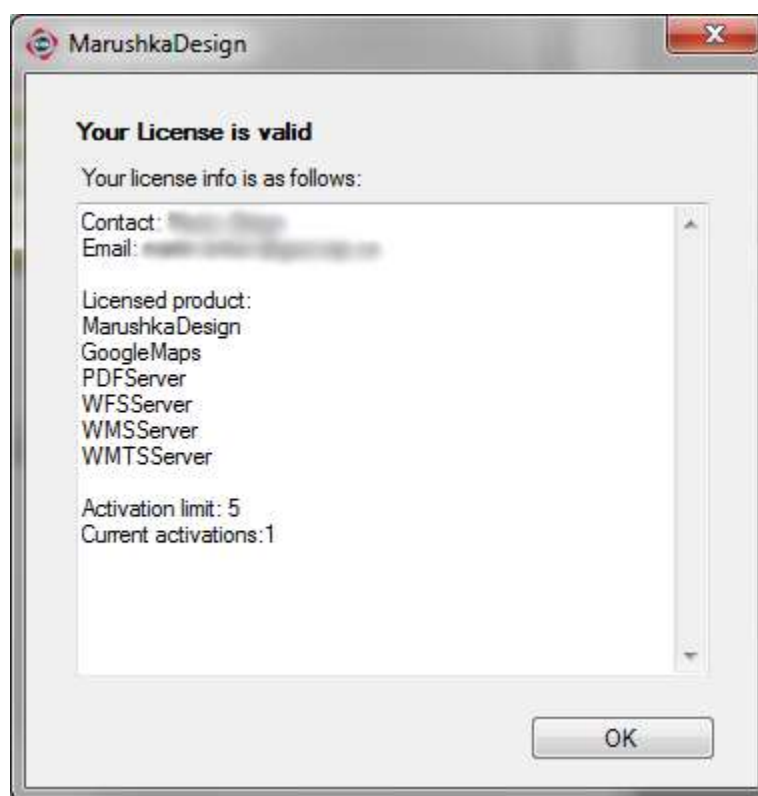 MarushkaDesign
Your License is valid
Your license info is as follows:
Contact:
Email:
Licensed product:
MarushkaDesign
GoogleMaps
PDFServer
WFSServer
WMSServer
WMTSServer
Activation limit: 5
Current activations:1
OK